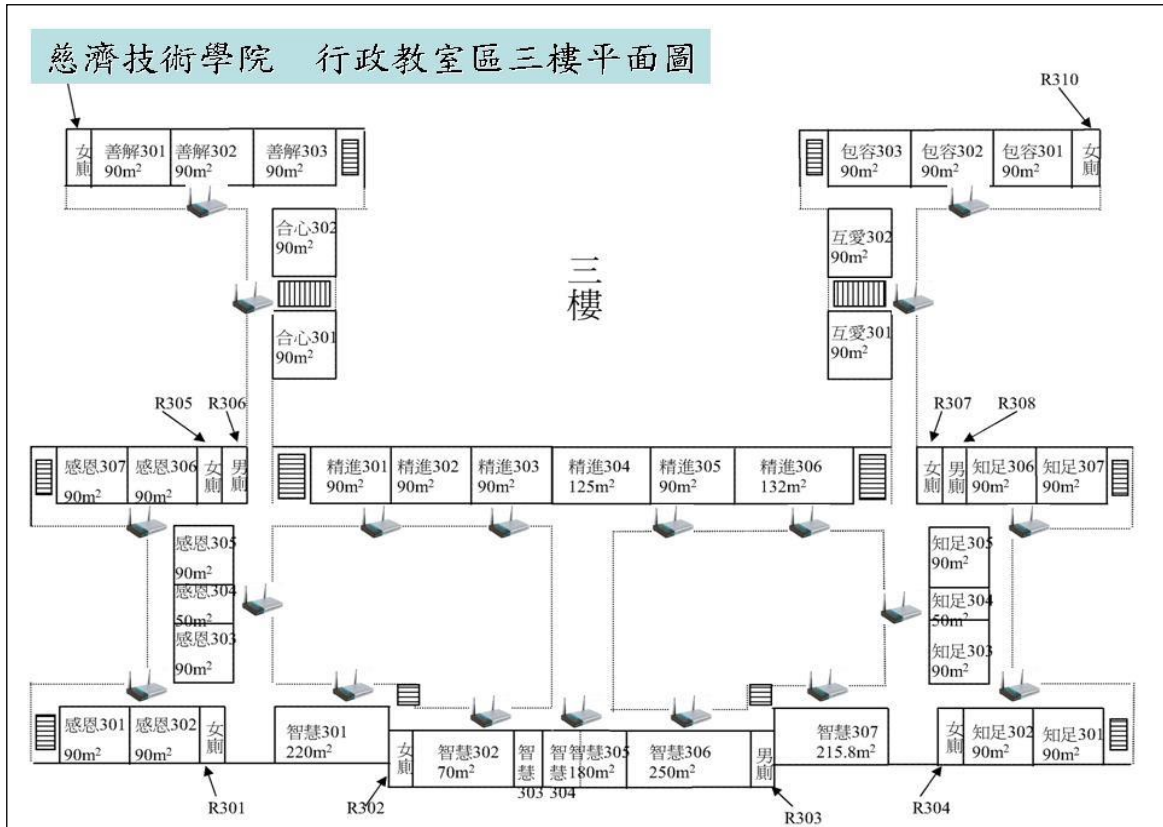 慈濟技術學院 行政教室區三樓平面圖
R310
女廁
善解301
90m²
善解302
90m²
善解303
90m²
包容303
90m²
包容302
90m²
包容301
90m²
女廁
合心302
90m²
互愛302
90m²
三樓
合心301
90m²
互愛301
90m²
R305
R306
R307
R308
感恩307
90m²
感恩306
90m²
女廁
男廁
精進301
90m²
精進302
90m²
精進303
90m²
精進304
125m²
精進305
90m²
精進306
132m²
女廁
男廁
知足306
90m²
知足307
90m²
感恩305
90m²
感恩304
50m²
感恩303
90m²
知足305
90m²
知足304
50m²
知足303
90m²
感恩301
90m²
感恩302
90m²
女廁
智慧301
220m²
女廁
智慧302
70m²
智慧303
智慧304
智慧305
180m²
智慧306
250m²
男廁
智慧307
215.8m²
女廁
知足302
90m²
知足301
90m²
R301
R302
R303
R304